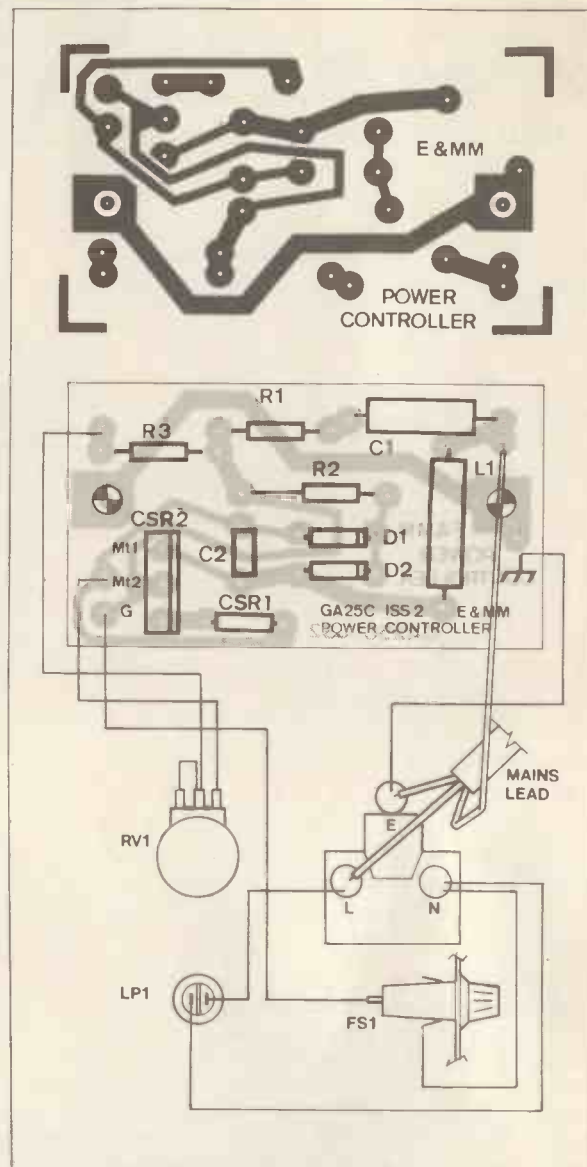 E & MM
POWER
CONTROLLER
R1
R3
C1
L1
R2
CSR2
Mt1
C2
D1
Mt2
D2
G
CSR1
GA25C ISS 2 E & MM
POWER CONTROLLER
MAINS
LEAD
E
RV1
L N
LP1
FS1